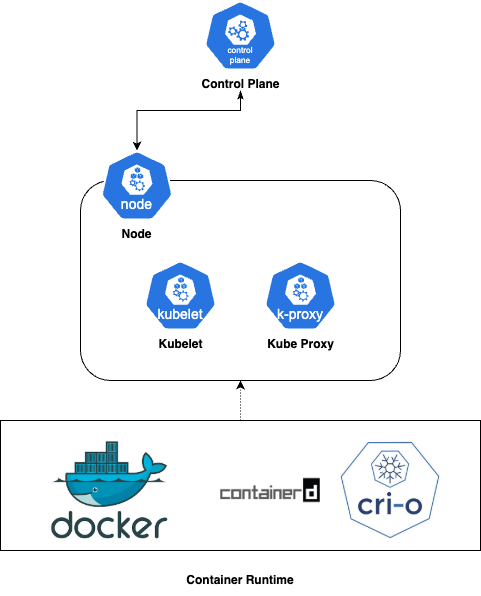 control
plane
Control Plane
node
Node
kubelet
k-proxy
Kubelet
Kube Proxy
docker
containerd
cri-o
Container Runtime